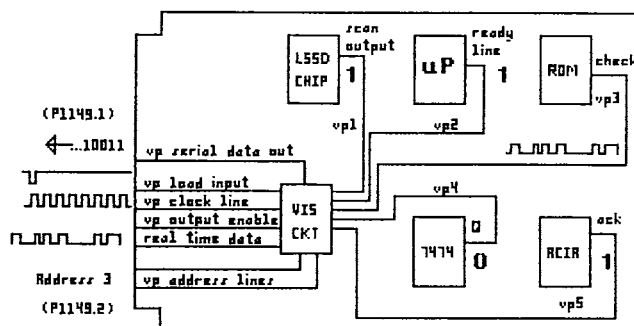 scan output
1
LSSD CHIP
vp1
ready line
1
uP
vp2
ROM
check
vp3
(P1149.1)
...10011
vp serial data out
vp load input
vp clock line
vp output enable
real time data
Address 3
vp address lines
(P1149.2)
VIS CKT
vp4
7474
Q
0
RCIR
ack
1
vp5